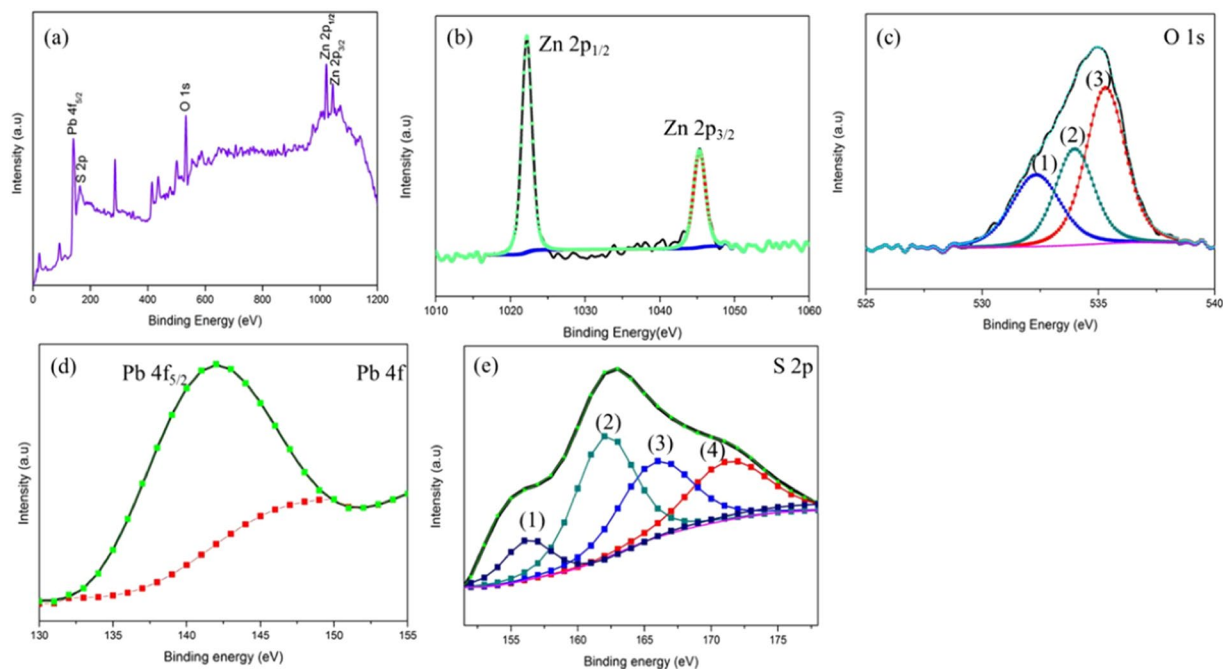 (a)
Pb 4f5/2
S 2p
O 1s
Zn 2p1/2
Zn 2p3/2
Intensity (a.u)
0 200 400 600 800 1000 1200
Binding Energy (eV)
(b)
Zn 2p1/2
Zn 2p3/2
Intensity (a.u)
1010 1020 1030 1040 1050 1060
Binding Energy(eV)
(c)
O 1s
(1)
(2)
(3)
Intensity (a.u)
525 530 535 540
Binding Energy (eV)
(d)
Pb 4f5/2
Pb 4f
Intensity (a.u)
130 135 140 145 150 155
Binding energy (eV)
(e)
S 2p
(1)
(2)
(3)
(4)
Intensity (a.u)
155 160 165 170 175
Binding energy (eV)